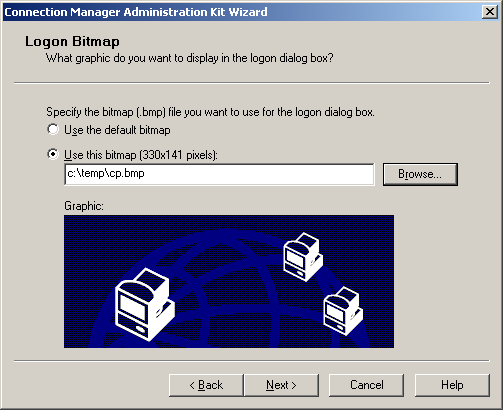 Connection Manager Administration Kit Wizard
Logon Bitmap
What graphic do you want to display in the logon dialog box?
Specify the bitmap (.bmp) file you want to use for the logon dialog box.
Use the default bitmap
Use this bitmap (330x141 pixels):
c:\temp\cp.bmp
Browse...
Graphic:
< Back
Next >
Cancel
Help